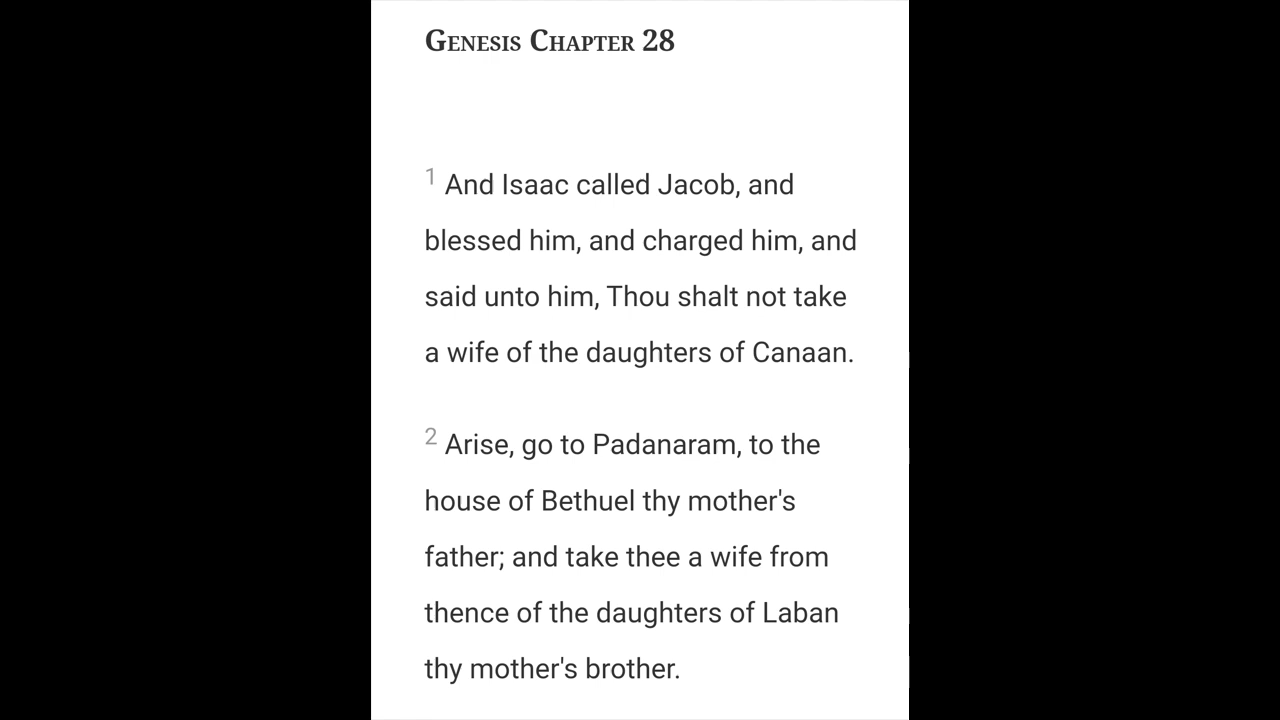 Genesis Chapter 28
1 And Isaac called Jacob, and
blessed him, and charged him, and
said unto him, Thou shalt not take
a wife of the daughters of Canaan.
2 Arise, go to Padanaram, to the
house of Bethuel thy mother's
father; and take thee a wife from
thence of the daughters of Laban
thy mother's brother.